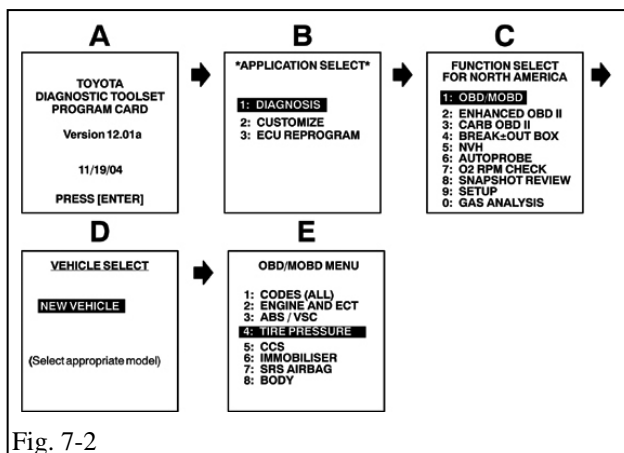 A
TOYOTA
DIAGNOSTIC TOOLSET
PROGRAM CARD
Version 12.01a
11/19/04
PRESS [ENTER]
B
*APPLICATION SELECT*
1: DIAGNOSIS
2: CUSTOMIZE
3: ECU REPROGRAM
C
FUNCTION SELECT
FOR NORTH AMERICA
1: OBD/MOBD
2: ENHANCED OBD II
3: CARB OBD II
4: BREAK±OUT BOX
5: NVH
6: AUTOPROBE
7: O2 RPM CHECK
8: SNAPSHOT REVIEW
9: SETUP
0: GAS ANALYSIS
D
VEHICLE SELECT
NEW VEHICLE
(Select appropriate model)
E
OBD/MOBD MENU
1: CODES (ALL)
2: ENGINE AND ECT
3: ABS / VSC
4: TIRE PRESSURE
5: CCS
6: IMMOBILISER
7: SRS AIRBAG
8: BODY
Fig. 7-2